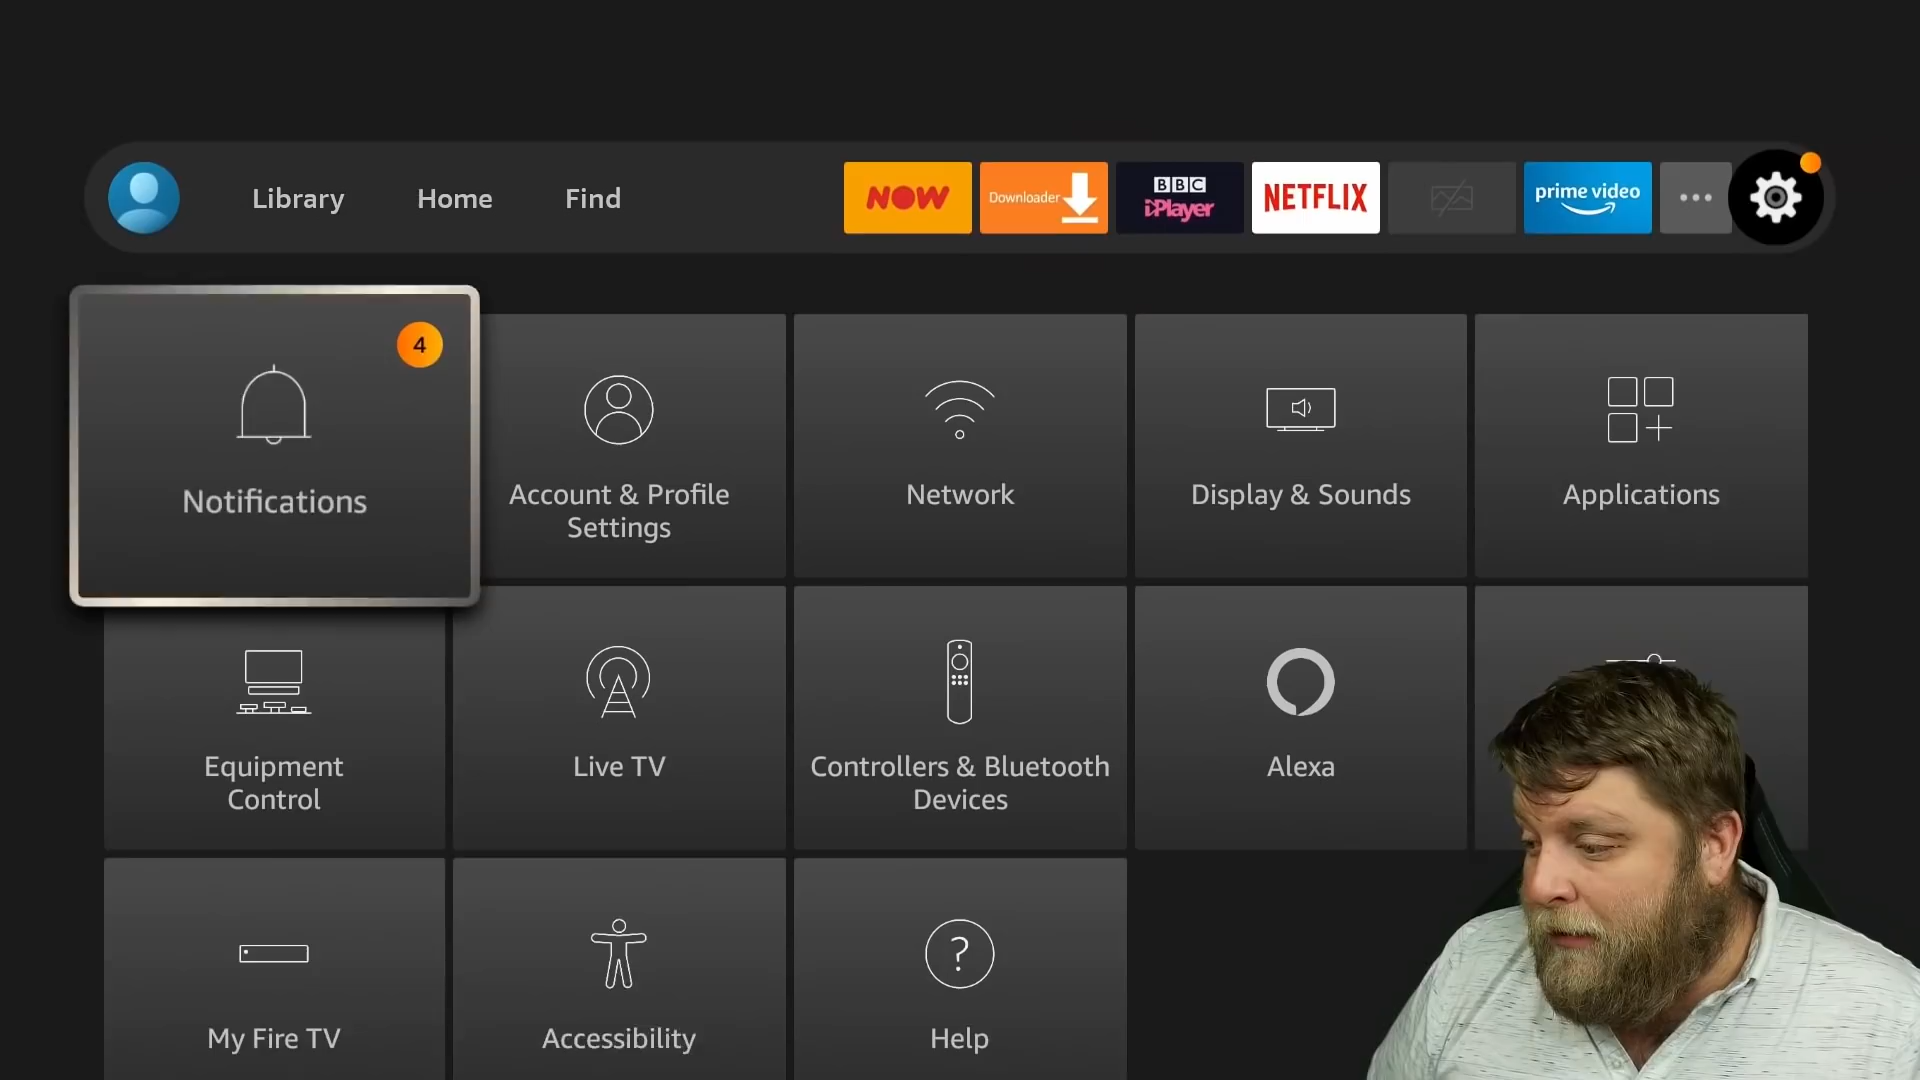 Library
Home
Find
NOW
Downloader
BBC
iPLAYER
NETFLIX
prime video
4
Notifications
Account & Profile
Settings
Network
Display & Sounds
Applications
Equipment
Control
Live TV
Controllers & Bluetooth
Devices
Alexa
My Fire TV
Accessibility
?
Help